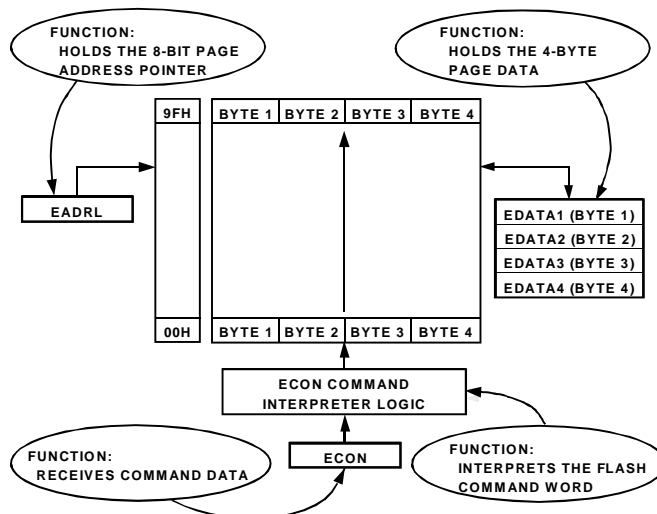 FUNCTION:
HOLDS THE 8-BIT PAGE
ADDRESS POINTER
FUNCTION:
HOLDS THE 4-BYTE
PAGE DATA
9FH
BYTE 1 BYTE 2 BYTE 3 BYTE 4
EADRL
EDATA1 (BYTE 1)
EDATA2 (BYTE 2)
EDATA3 (BYTE 3)
EDATA4 (BYTE 4)
00H
BYTE 1 BYTE 2 BYTE 3 BYTE 4
ECON COMMAND
INTERPRETER LOGIC
FUNCTION:
RECEIVES COMMAND DATA
ECON
FUNCTION:
INTERPRETS THE FLASH
COMMAND WORD